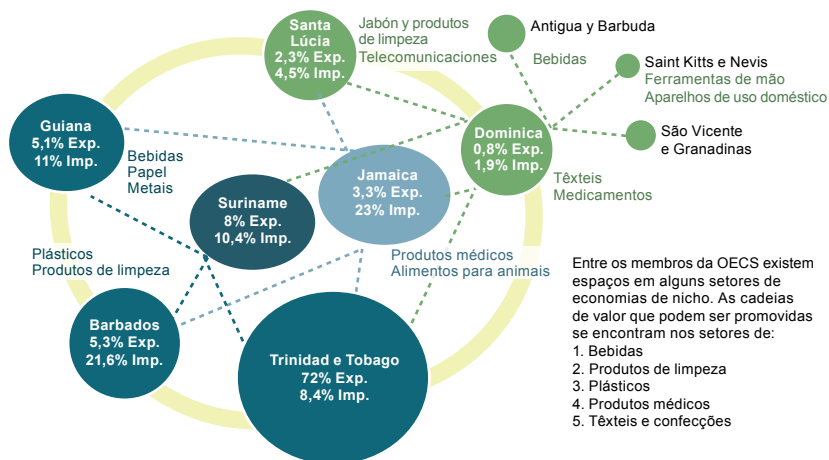 Santa
Lúcia
2,3% Exp.
4,5% Imp.
Jabón y produtos
de limpeza
Telecomunicaciones
Antigua y Barbuda
Bebidas
Saint Kitts e Nevis
Ferramentas de mão
Aparelhos de uso doméstico
São Vicente
e Granadinas
Guiana
5,1% Exp.
11% Imp.
Bebidas
Papel
Metais
Dominica
0,8% Exp.
1,9% Imp.
Têxteis
Medicamentos
Jamaica
3,3% Exp.
23% Imp.
Suriname
8% Exp.
10,4% Imp.
Plásticos
Produtos de limpeza
Produtos médicos
Alimentos para animais
Barbados
5,3% Exp.
21,6% Imp.
Trinidad e Tobago
72% Exp.
8,4% Imp.
Entre os membros da OECS existem
espaços em alguns setores de
economias de nicho. As cadeias
de valor que podem ser promovidas
se encontram nos setores de:
1. Bebidas
2. Produtos de limpeza
3. Plásticos
4. Produtos médicos
5. Têxteis e confecções